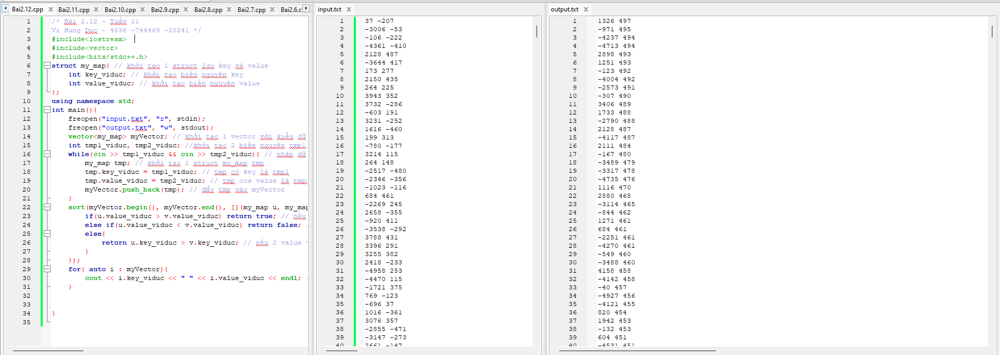 Bai2.12.cpp Bai2.11.cpp Bai2.10.cpp Bai2.9.cpp Bai2.8.cpp Bai2.7.cpp Bai2.6.c
1 /* Bài 2.12 - Tuần 11
2 Vi Hung Duc - 4836 -744469 -20241 */
3 #include<iostream>
4 #include<vector>
5 #include<bits/stdc++.h>
6 struct my_map{ // khởi tạo 1 struct lưu key và value
7 int key_viduc; // khởi tạo biến nguyên key
8 int value_viduc; // khởi tạo biến nguyên value
9 };
10 using namespace std;
11 int main(){
12 freopen("input.txt", "r", stdin);
13 freopen("output.txt", "w", stdout);
14 vector<my_map> myVector; // khởi tạo 1 vector với kiểu dữ
15 int tmp1_viduc, tmp2_viduc; //khởi tạo 2 biến nguyên tmp1
16 while(cin >> tmp1_viduc && cin >> tmp2_viduc){ // nhập dữ
17 my_map tmp; // khởi tạo 1 struct my_map tmp
18 tmp.key_viduc = tmp1_viduc; // tmp có key là tmp1
19 tmp.value_viduc = tmp2_viduc; // tmp cos value là tmp2
20 myVector.push_back(tmp); // đẩy tmp vào myVector
21 }
22 sort(myVector.begin(), myVector.end(), [](my_map u, my_map
23 if(u.value_viduc > v.value_viduc) return true; // nếu
24 else if(u.value_viduc < v.value_viduc) return false; /
25 else{
26 return u.key_viduc > v.key_viduc; // nếu 2 value =
27 }
28 });
29 for( auto i : myVector){
30 cout << i.key_viduc << " " << i.value_viduc << endl; /
31 }
32
33
34 }
35
input.txt
1 37 -207
2 -3006 -53
3 -106 -222
4 -4361 -410
5 2128 487
6 -3644 417
7 173 277
8 2150 435
9 264 225
10 3943 352
11 3732 -286
12 -603 191
13 3231 -252
14 1616 -460
15 199 313
16 -780 -177
17 3214 115
18 264 148
19 -2517 -480
20 -2346 -356
21 -1023 -116
22 684 461
23 -2269 245
24 2658 -355
25 -920 411
26 -3538 -292
27 3788 431
28 3396 291
29 3255 382
30 2418 -233
31 -4958 253
32 -4470 115
33 -1721 375
34 769 -123
35 -696 37
36 1016 -361
37 3076 357
38 -2855 -471
39 -3147 -273
40 2661 -147
output.txt
1 1326 497
2 -971 495
3 -4237 494
4 -4713 494
5 2898 493
6 1251 493
7 -123 492
8 -4004 492
9 -2573 491
10 -307 490
11 3406 489
12 1733 488
13 -2790 488
14 2128 487
15 -4117 487
16 2111 484
17 -167 480
18 -3489 479
19 -3317 478
20 -4735 476
21 1116 470
22 2880 468
23 -3114 465
24 -844 462
25 1271 461
26 684 461
27 -2251 461
28 -4270 461
29 -549 460
30 -3488 460
31 4158 458
32 -4142 458
33 -40 457
34 -4927 456
35 -4121 455
36 820 454
37 1942 453
38 -132 453
39 604 451
40 -4531 451